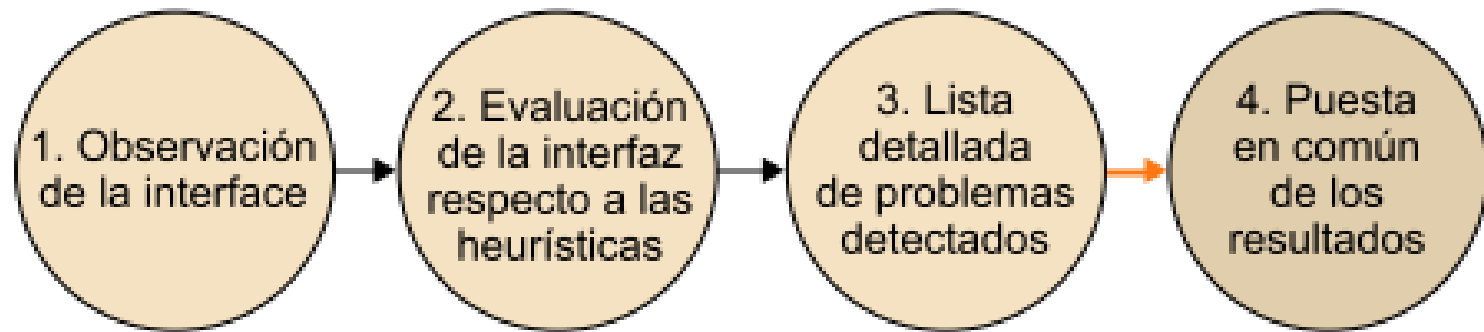 1. Observación
de la interface
2. Evaluación
de la interfaz
respecto a las
heurísticas
3. Lista
detallada
de problemas
detectados
4. Puesta
en común
de los
resultados